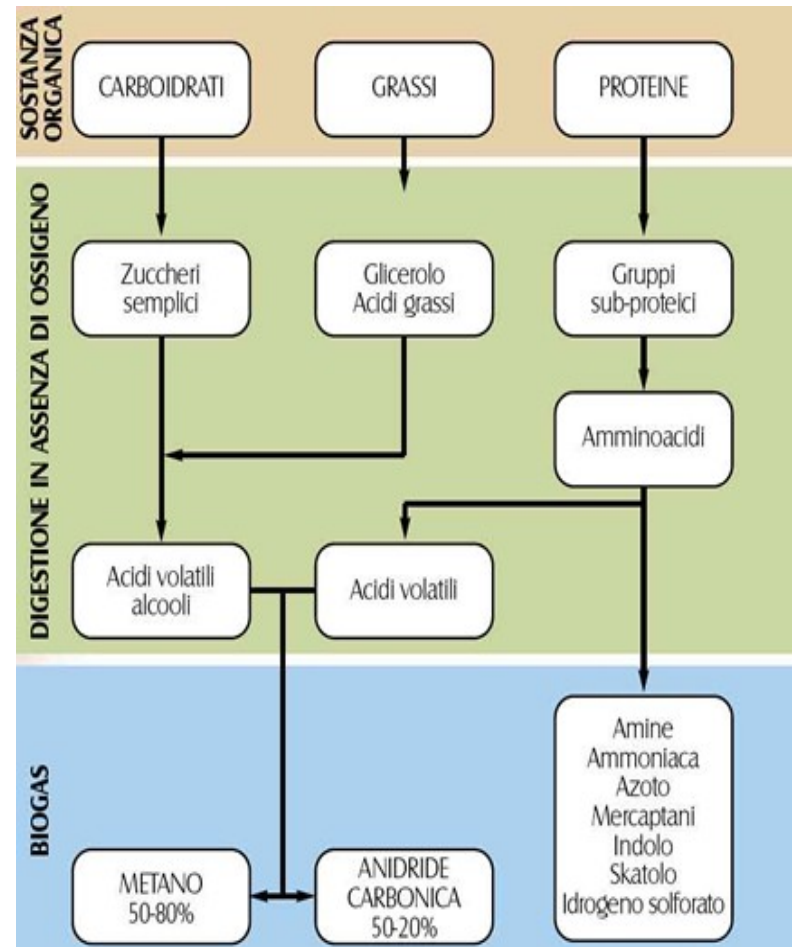 SOSTANZA
ORGANICA
CARBOIDRATI
GRASSI
PROTEINE
DIGESTIONE IN ASSENZA DI OSSIGENO
Zuccheri
semplici
Glicerolo
Acidi grassi
Gruppi
sub-proteici
Amminoacidi
Acidi volatili
alcooli
Acidi volatili
BIOGAS
METANO
50-80%
ANIDRIDE
CARBONICA
50-20%
Amine
Ammoniaca
Azoto
Mercaptani
Indolo
Skatolo
Idrogeno solforato